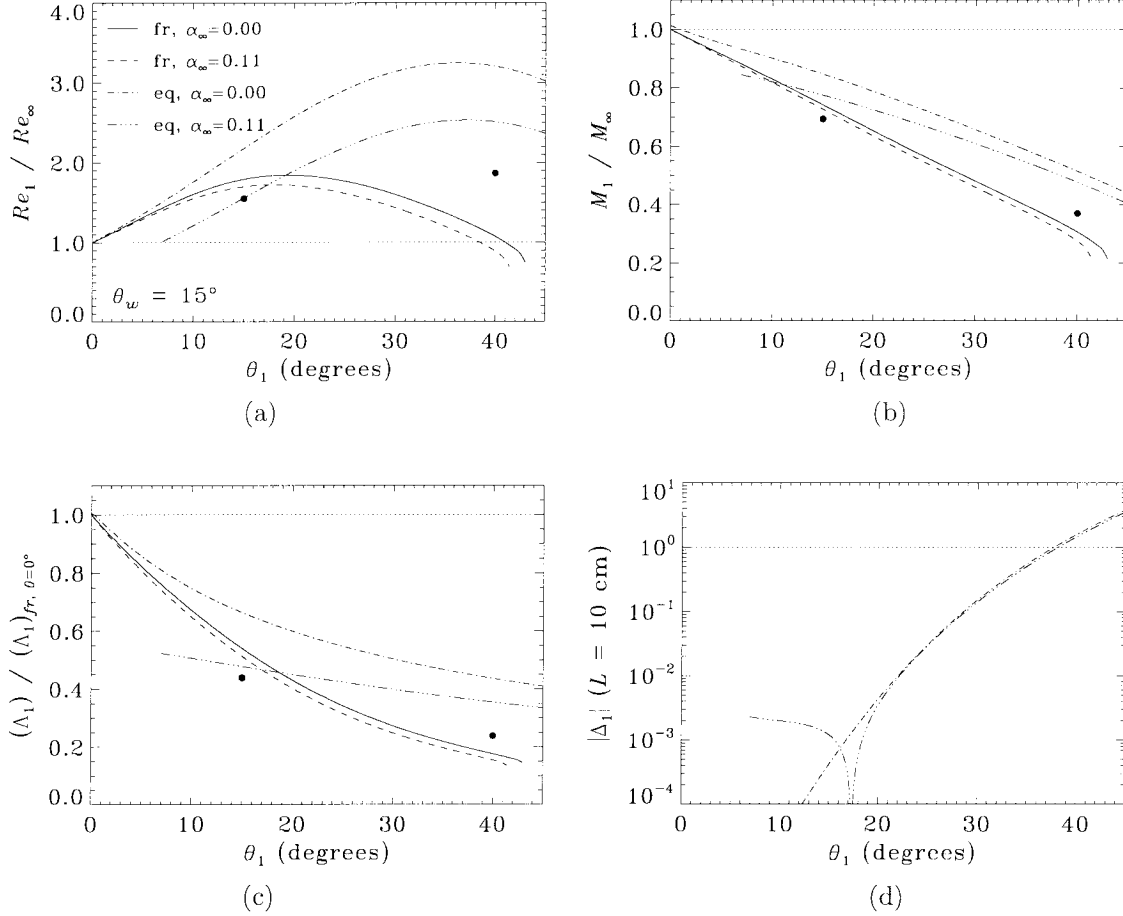 4.0
3.0
2.0
1.0
0.0
Re₁ / Re∞
fr, α∞=0.00
fr, α∞=0.11
eq, α∞=0.00
eq, α∞=0.11
θw = 15°
0 10 20 30 40
θ₁ (degrees)
(a)
1.0
0.8
0.6
0.4
0.2
0.0
M₁ / M∞
0 10 20 30 40
θ₁ (degrees)
(b)
1.0
0.8
0.6
0.4
0.2
0.0
(Λ₁) / (Λ₁)fr, θ=0°
0 10 20 30 40
θ₁ (degrees)
(c)
10¹
10⁰
10⁻¹
10⁻²
10⁻³
10⁻⁴
|Δ₁| (L = 10 cm)
0 10 20 30 40
θ₁ (degrees)
(d)